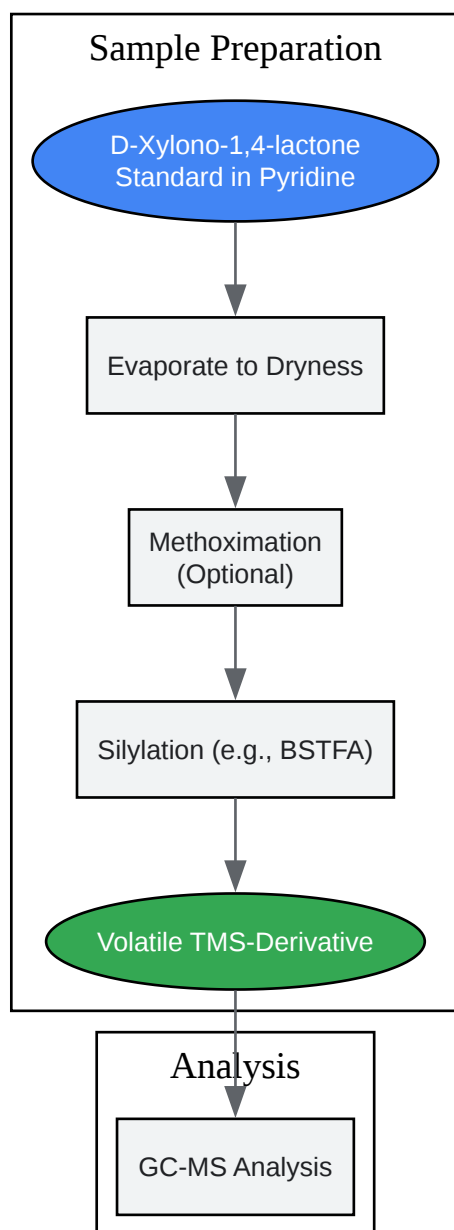 Sample Preparation
D-Xylono-1,4-lactone
Standard in Pyridine
Evaporate to Dryness
Methoximation
(Optional)
Silylation (e.g., BSTFA)
Volatile TMS-Derivative
Analysis
GC-MS Analysis